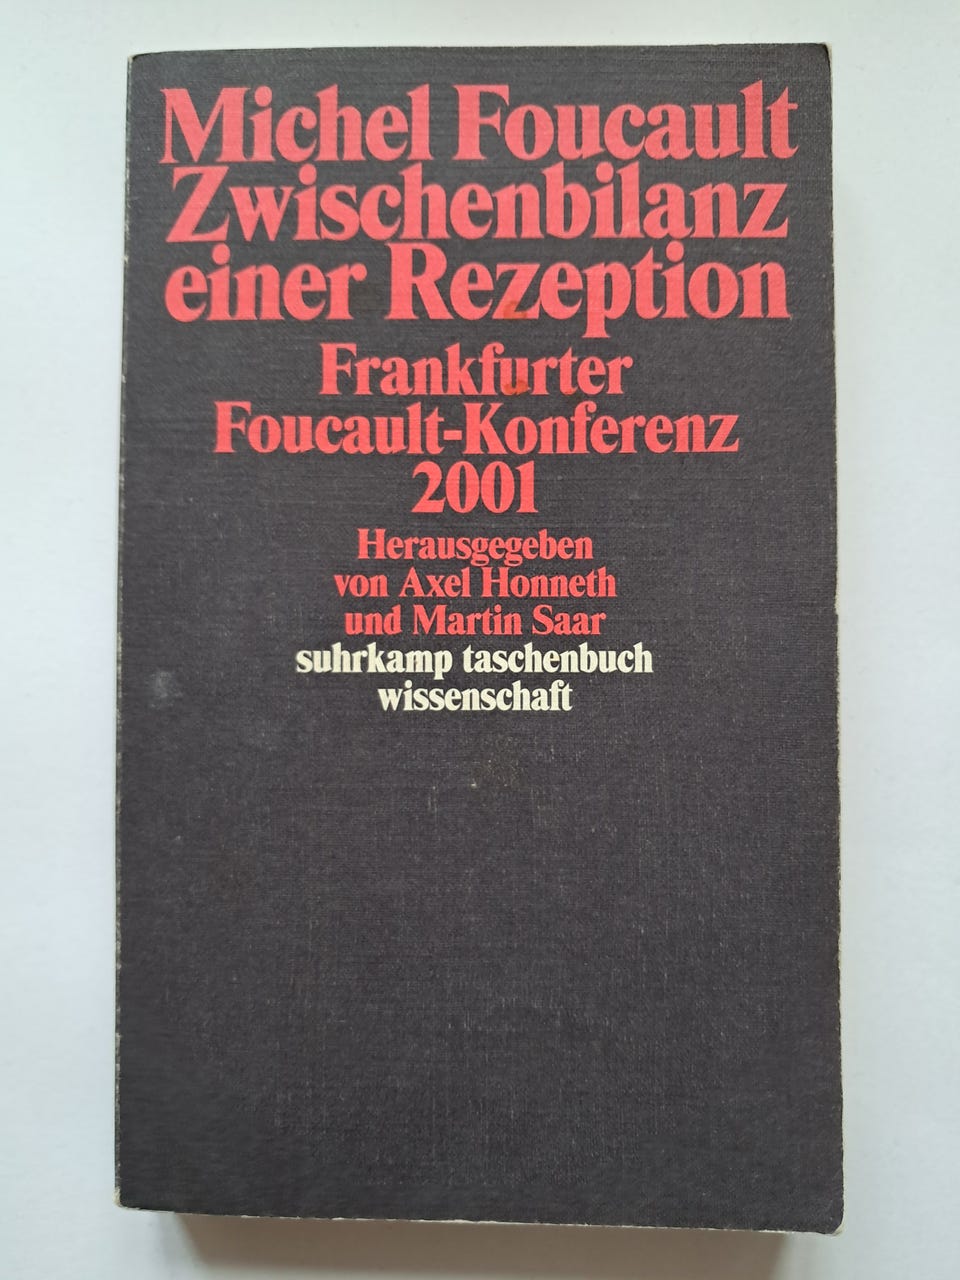 Michel Foucault
Zwischenbilanz
einer Rezeption
Frankfurter
Foucault-Konferenz
2001
Herausgegeben
von Axel Honneth
und Martin Saar
suhrkamp taschenbuch
wissenschaft